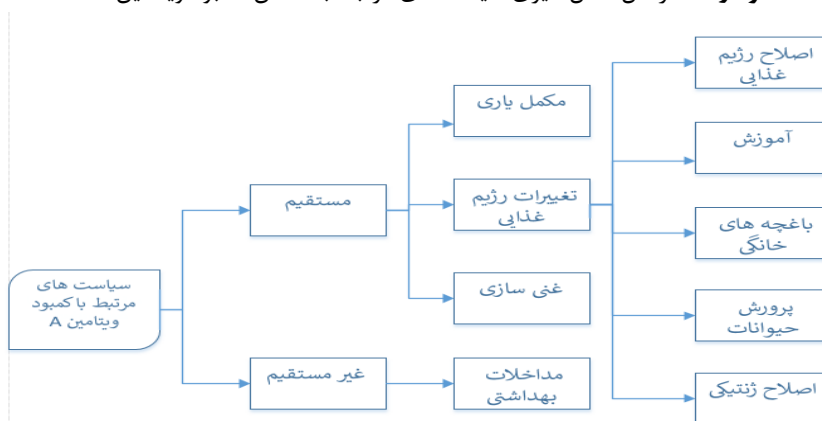 اصلاح رژیم
غذایی
مکمل یاری
آموزش
مستقیم
تغییرات رژیم
غذایی
باغچه های
خانگی
سیاست های
مرتبط با کمبود
ویتامین A
غنی سازی
پرورش
حیوانات
غیر مستقیم
مداخلات
بهداشتی
اصلاح ژنتیکی